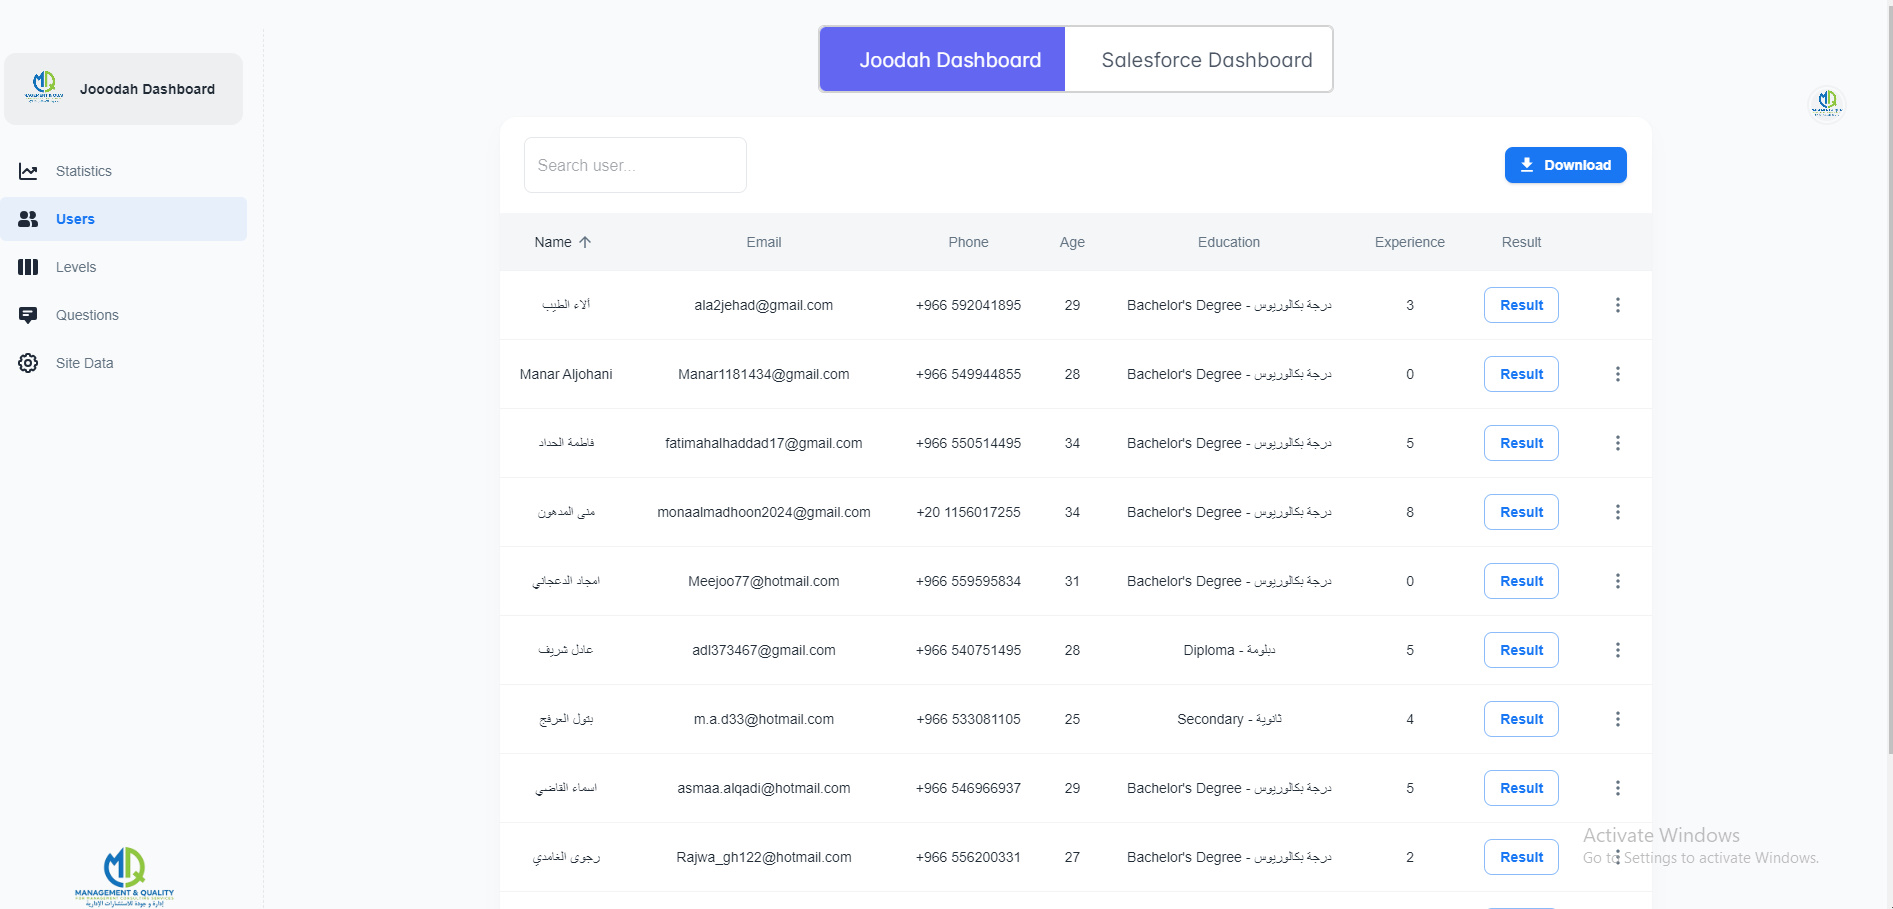 Joodah Dashboard
Salesforce Dashboard
Jooodah Dashboard
Statistics
Users
Levels
Questions
Site Data
Search user...
Download
Name Email Phone Age Education Experience Result
ألاء الطيب ala2jehad@gmail.com +966 592041895 29 Bachelor's Degree - درجة بكالوريوس 3 Result
Manar Aljohani Manar1181434@gmail.com +966 549944855 28 Bachelor's Degree - درجة بكالوريوس 0 Result
فاطمة الحداد fatimahalhaddad17@gmail.com +966 550514495 34 Bachelor's Degree - درجة بكالوريوس 5 Result
منى المدهون monaalmadhoon2024@gmail.com +20 1156017255 34 Bachelor's Degree - درجة بكالوريوس 8 Result
امجاد الدعجاني Meejoo77@hotmail.com +966 559595834 31 Bachelor's Degree - درجة بكالوريوس 0 Result
عادل شريف adl373467@gmail.com +966 540751495 28 Diploma - دبلومة 5 Result
بتول العرفج m.a.d33@hotmail.com +966 533081105 25 Secondary - ثانوية 4 Result
اسماء القاضي asmaa.alqadi@hotmail.com +966 546966937 29 Bachelor's Degree - درجة بكالوريوس 5 Result
رجوى الغامدي Rajwa_gh122@hotmail.com +966 556200331 27 Bachelor's Degree - درجة بكالوريوس 2 Result
Activate Windows
Go to Settings to activate Windows.
MQ
MANAGEMENT & QUALITY
FOR MANAGEMENT CONSULTING SERVICES
إدارة و جودة للاستشارات الإدارية